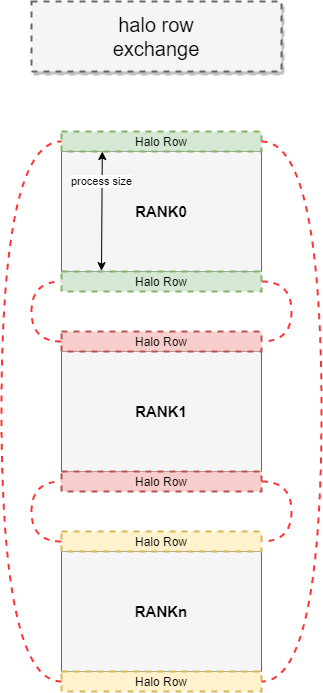 halo row
exchange
Halo Row
process size
RANK0
Halo Row
Halo Row
RANK1
Halo Row
Halo Row
RANKn
Halo Row